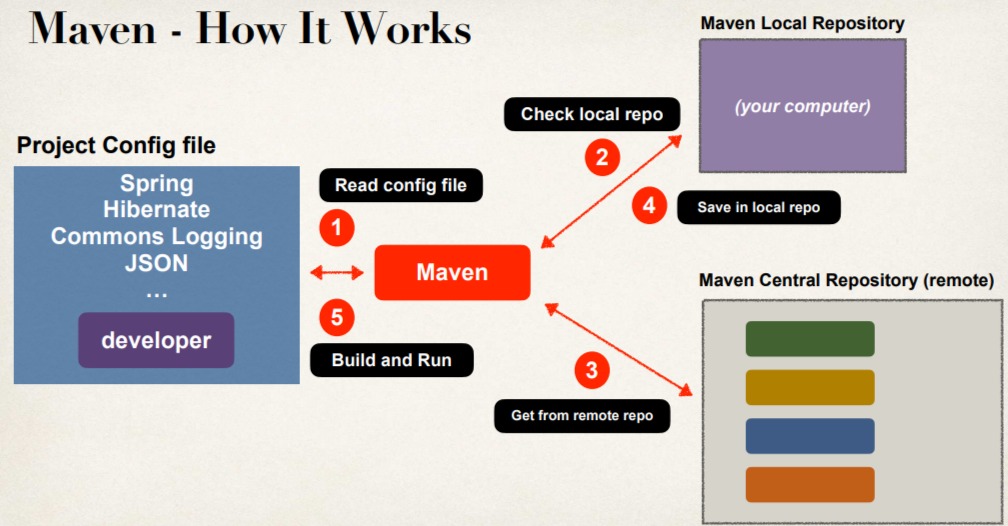 Maven - How It Works
Maven Local Repository
(your computer)
Check local repo
2
4
Save in local repo
Project Config file
Spring
Hibernate
Commons Logging
JSON
...
developer
Read config file
1
Maven
5
Build and Run
Maven Central Repository (remote)
3
Get from remote repo